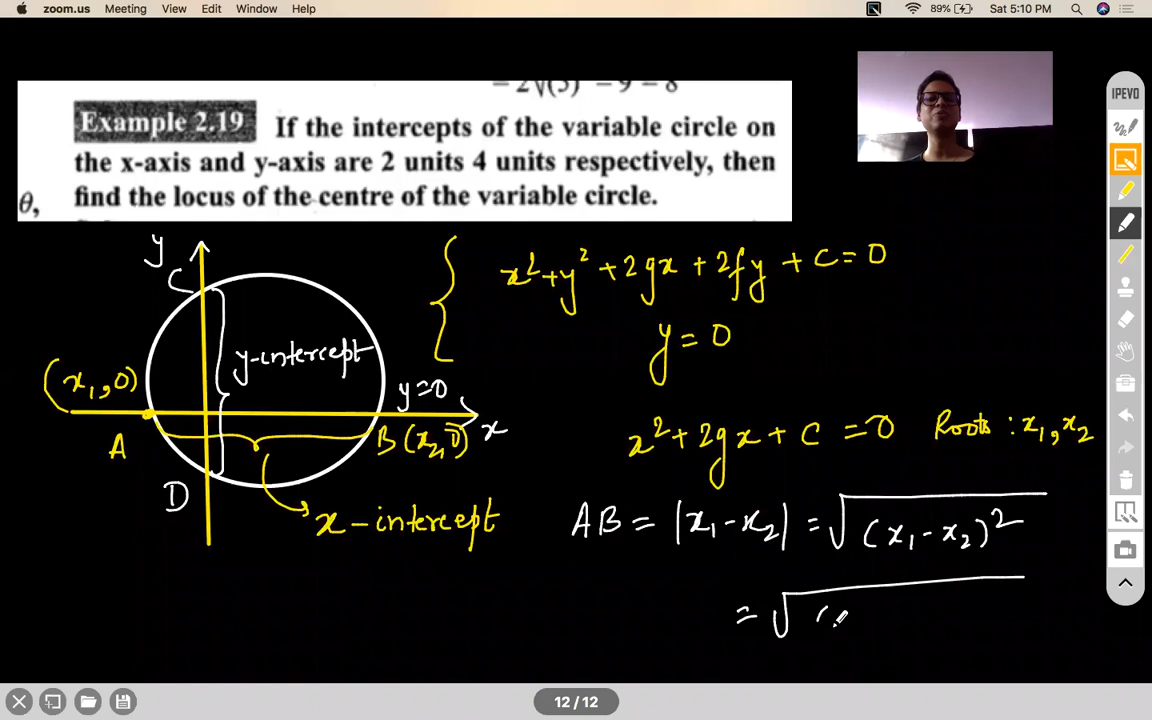 zoom.us Meeting View Edit Window Help 89% Sat 5:10 PM
Example 2.19 If the intercepts of the variable circle on
the x-axis and y-axis are 2 units 4 units respectively, then
θ, find the locus of the centre of the variable circle.
IPEVO
y
C
y-intercept
(x₁, 0)
y=0
x
A
B(x₂, 0)
D
x-intercept
x²+y²+2gx+2fy+c=0
y=0
x²+2gx+c=0 Roots: x₁, x₂
AB=|x₁-x₂|=√(x₁-x₂)²
=√(
12/12